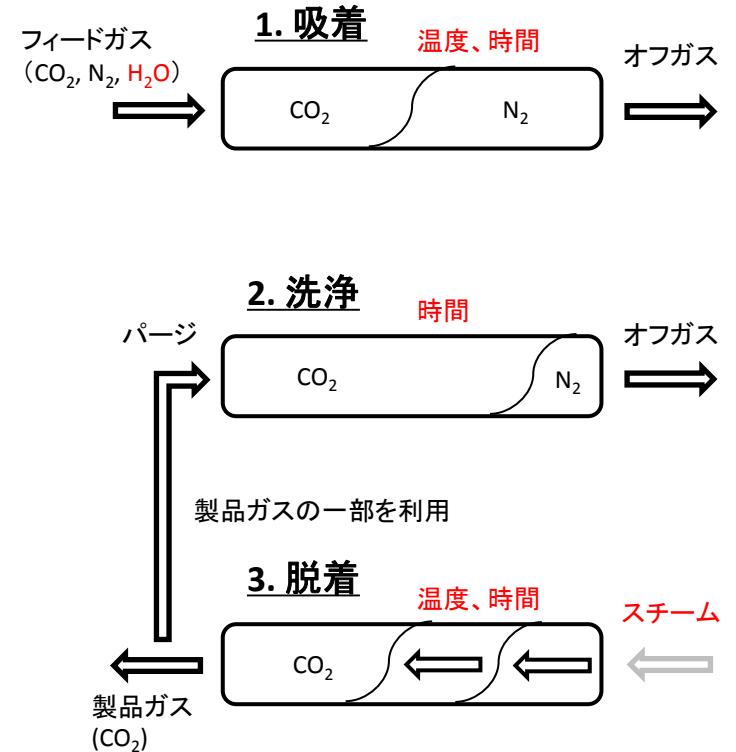 1. 吸着
フィードガス
（CO₂, N₂, H₂O）
温度、時間
オフガス
CO₂
N₂
2. 洗浄
時間
パージ
オフガス
CO₂
N₂
製品ガスの一部を利用
3. 脱着
温度、時間
スチーム
CO₂
製品ガス
(CO₂)